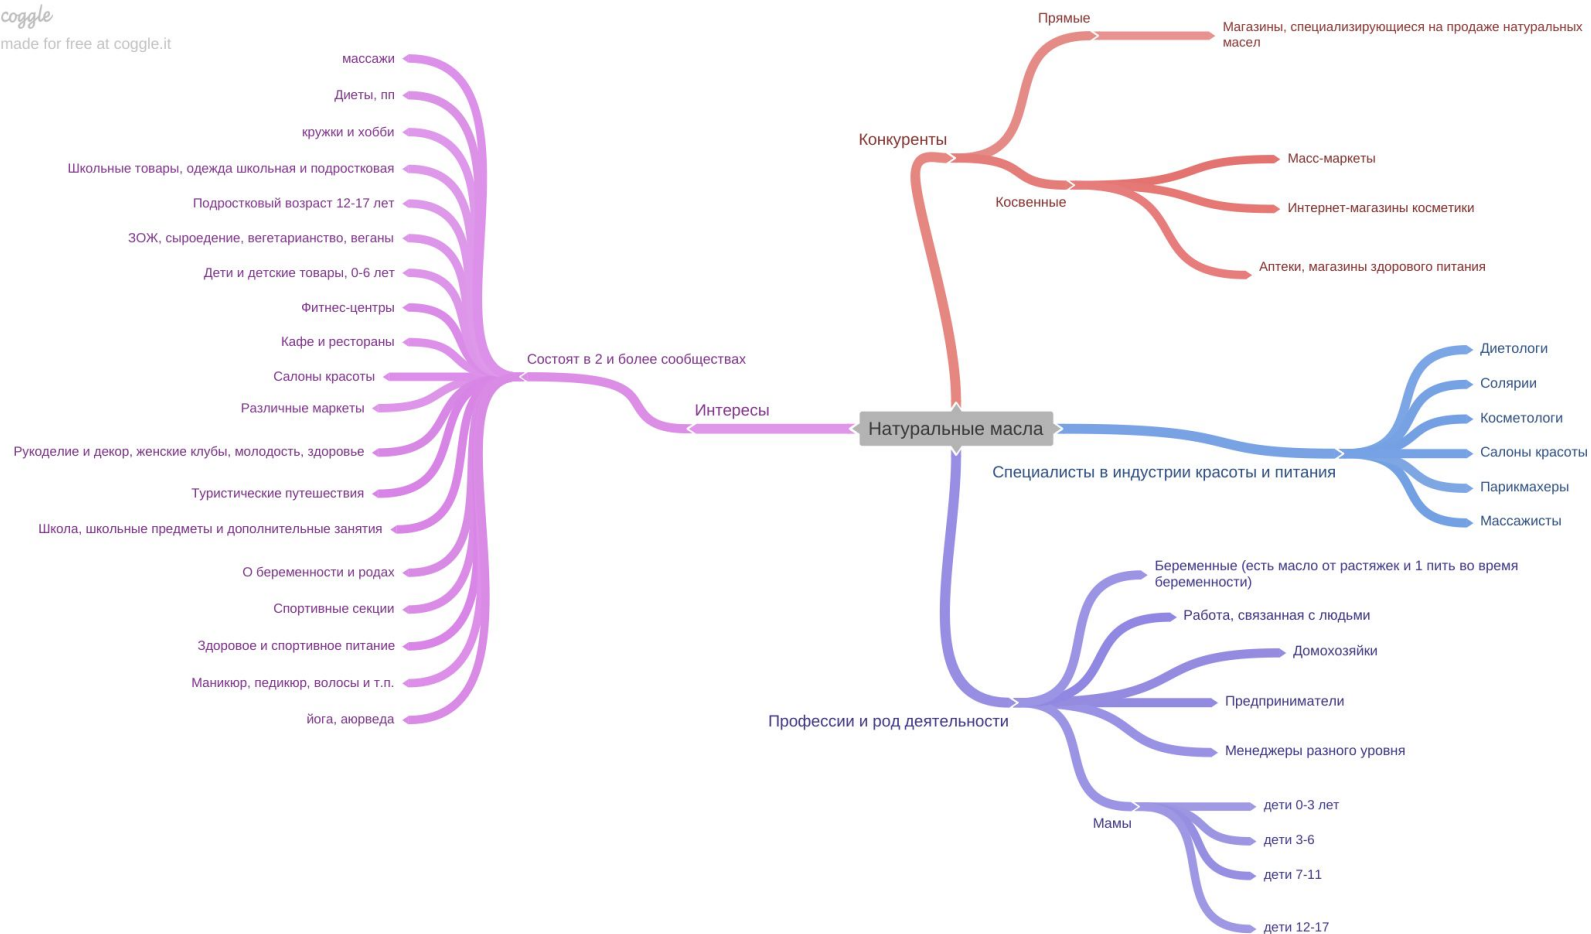 coggle
made for free at coggle.it
массажи
Диеты, пп
кружки и хобби
Школьные товары, одежда школьная и подростковая
Подростковый возраст 12-17 лет
ЗОЖ, сыроедение, вегетарианство, веганы
Дети и детские товары, 0-6 лет
Фитнес-центры
Кафе и рестораны
Салоны красоты
Различные маркеты
Рукоделие и декор, женские клубы, молодость, здоровье
Туристические путешествия
Школа, школьные предметы и дополнительные занятия
О беременности и родах
Спортивные секции
Здоровое и спортивное питание
Маникюр, педикюр, волосы и т.п.
йога, аюрведа
Состоят в 2 и более сообществах
Интересы
Натуральные масла
Конкуренты
Прямые
Магазины, специализирующиеся на продаже натуральных
масел
Косвенные
Масс-маркеты
Интернет-магазины косметики
Аптеки, магазины здорового питания
Специалисты в индустрии красоты и питания
Диетологи
Солярии
Косметологи
Салоны красоты
Парикмахеры
Массажисты
Профессии и род деятельности
Беременные (есть масло от растяжек и 1 пить во время
беременности)
Работа, связанная с людьми
Домохозяйки
Предприниматели
Менеджеры разного уровня
Мамы
дети 0-3 лет
дети 3-6
дети 7-11
дети 12-17